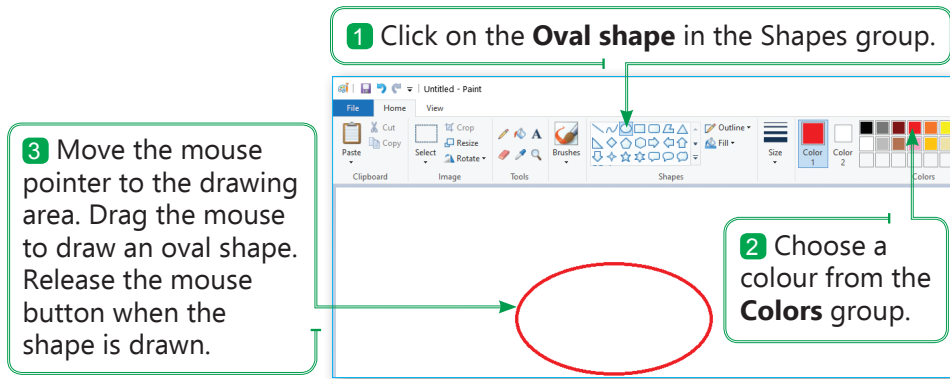 1 Click on the Oval shape in the Shapes group.
Untitled - Paint
File Home View
Paste
Cut
Copy
Clipboard
Select
Crop
Resize
Rotate
Image
A
Tools
Brushes
Outline
Fill
Shapes
Size
Color
1
Color
2
Colors
3 Move the mouse
pointer to the drawing
area. Drag the mouse
to draw an oval shape.
Release the mouse
button when the
shape is drawn.
2 Choose a
colour from the
Colors group.